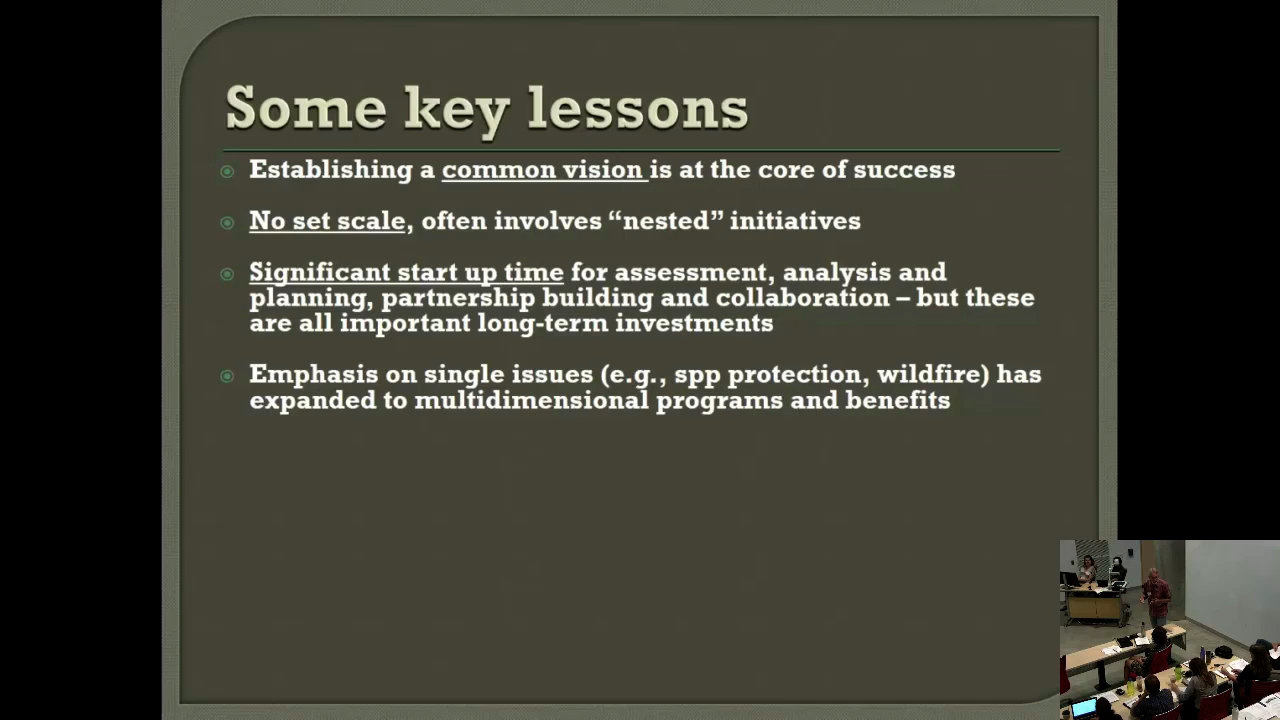 Some key lessons
Establishing a common vision is at the core of success
No set scale, often involves “nested” initiatives
Significant start up time for assessment, analysis and
planning, partnership building and collaboration – but these
are all important long-term investments
Emphasis on single issues (e.g., spp protection, wildfire) has
expanded to multidimensional programs and benefits